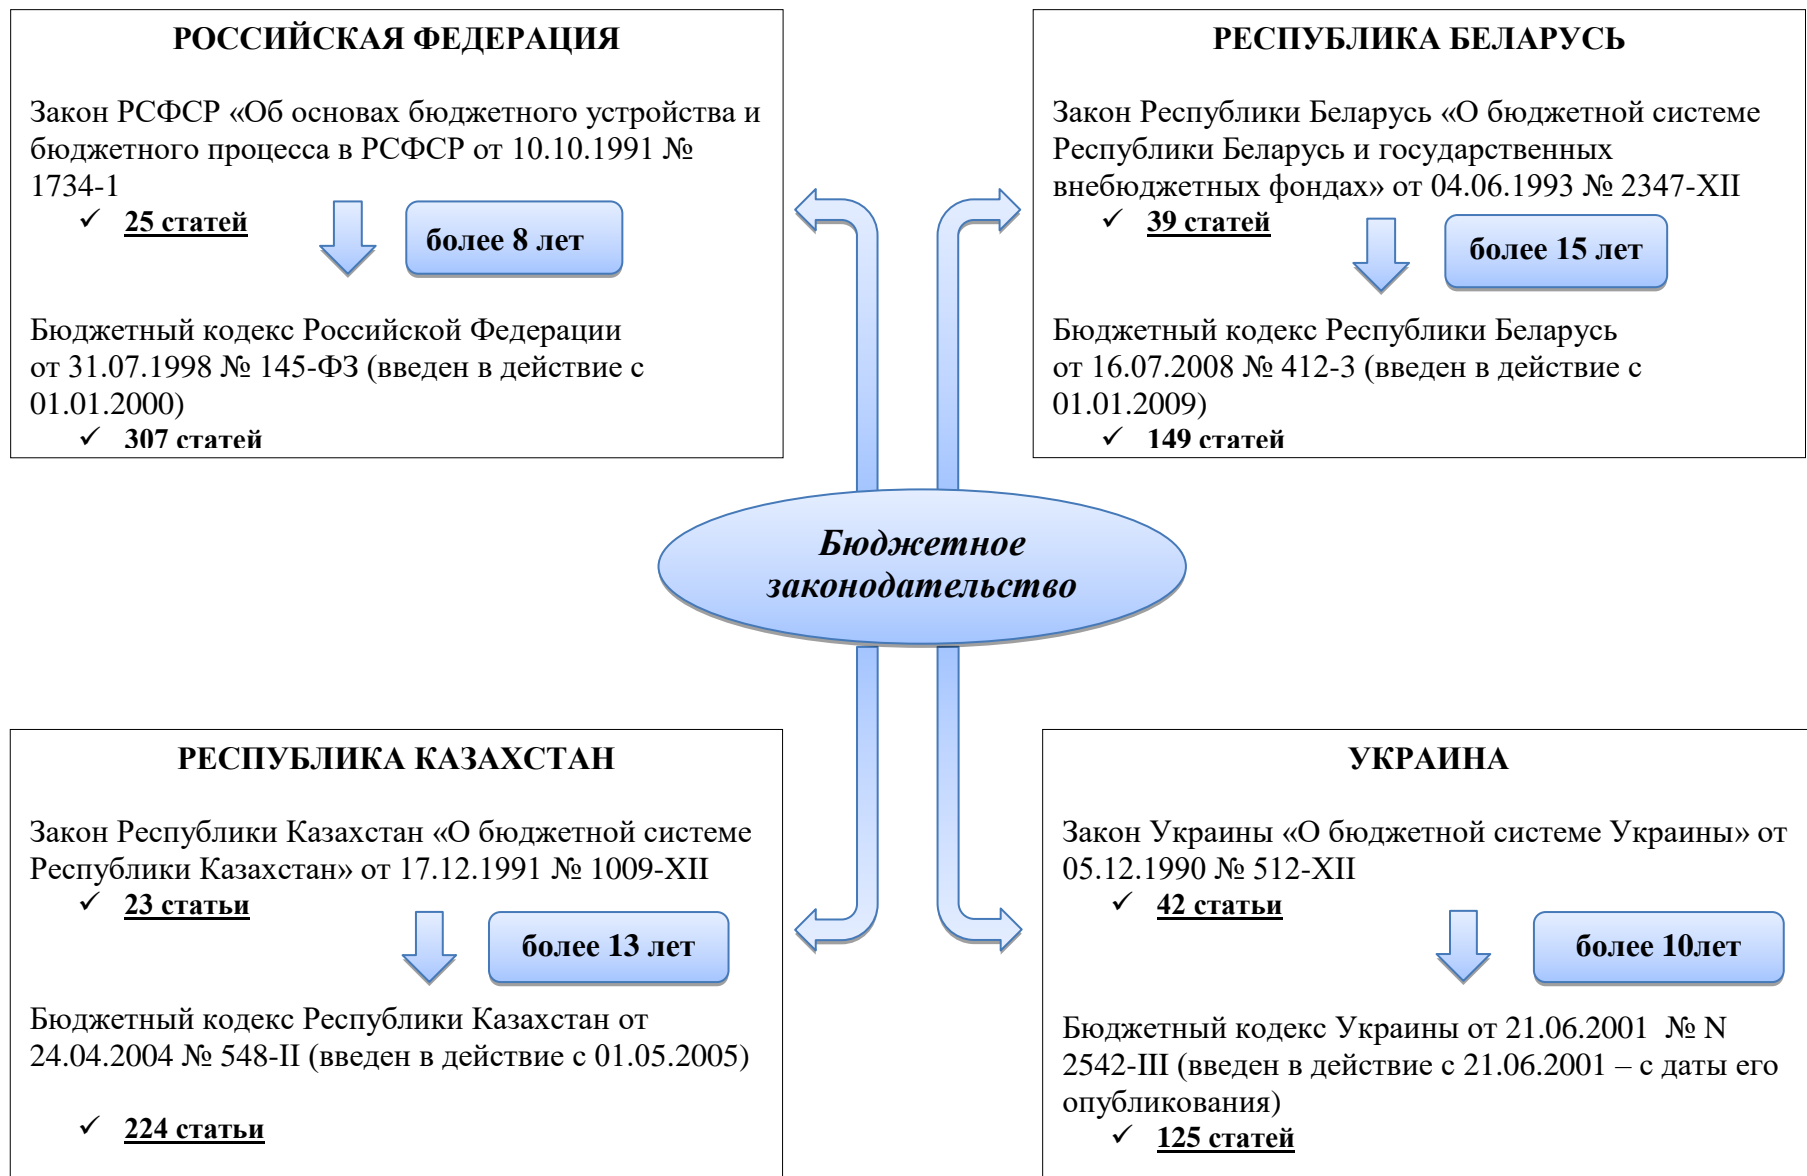 РОССИЙСКАЯ ФЕДЕРАЦИЯ
Закон РСФСР «Об основах бюджетного устройства и
бюджетного процесса в РСФСР от 10.10.1991 №
1734-1
✓ 25 статей
более 8 лет
Бюджетный кодекс Российской Федерации
от 31.07.1998 № 145-ФЗ (введен в действие с
01.01.2000)
✓ 307 статей
РЕСПУБЛИКА БЕЛАРУСЬ
Закон Республики Беларусь «О бюджетной системе
Республики Беларусь и государственных
внебюджетных фондах» от 04.06.1993 № 2347-XII
✓ 39 статей
более 15 лет
Бюджетный кодекс Республики Беларусь
от 16.07.2008 № 412-3 (введен в действие с
01.01.2009)
✓ 149 статей
Бюджетное
законодательство
РЕСПУБЛИКА КАЗАХСТАН
Закон Республики Казахстан «О бюджетной системе
Республики Казахстан» от 17.12.1991 № 1009-XII
✓ 23 статьи
более 13 лет
Бюджетный кодекс Республики Казахстан от
24.04.2004 № 548-II (введен в действие с 01.05.2005)
✓ 224 статьи
УКРАИНА
Закон Украины «О бюджетной системе Украины» от
05.12.1990 № 512-XII
✓ 42 статьи
более 10лет
Бюджетный кодекс Украины от 21.06.2001 № N
2542-III (введен в действие с 21.06.2001 – с даты его
опубликования)
✓ 125 статей